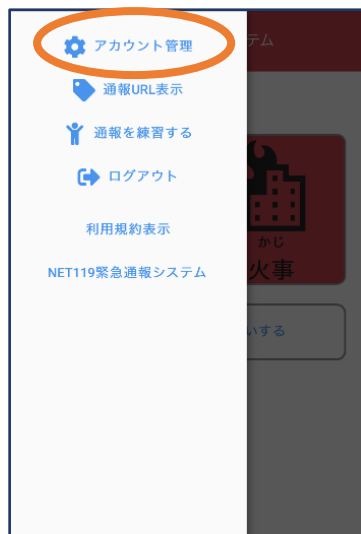 アカウント管理
テム
通報URL表示
通報を練習する
ログアウト
利用規約表示
NET119緊急通報システム
かじ
火事
いする